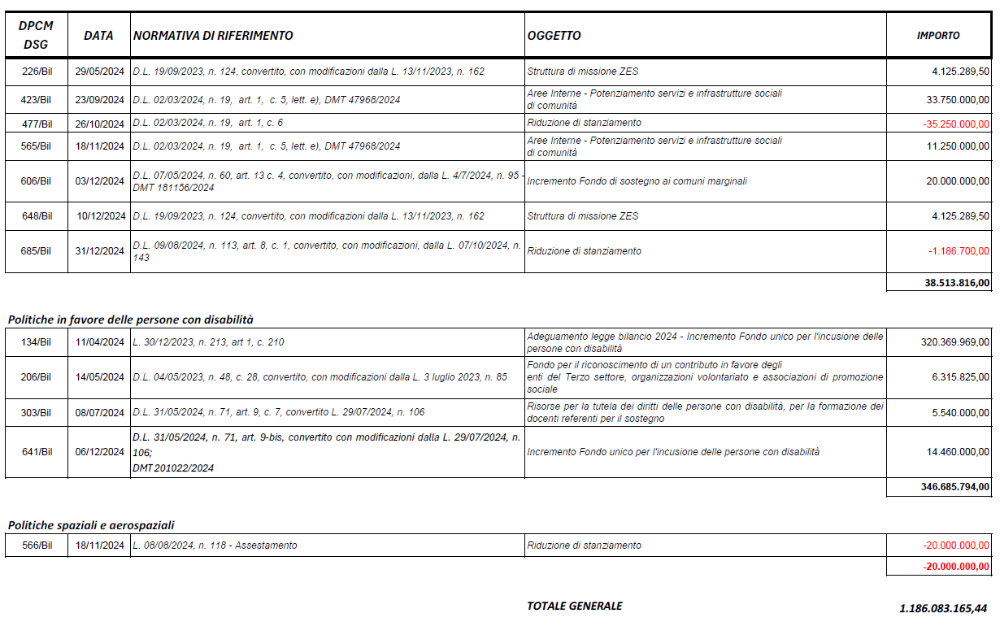 DPCM
DSG DATA NORMATIVA DI RIFERIMENTO OGGETTO IMPORTO
226/Bil 29/05/2024 D.L. 19/09/2023, n. 124, convertito, con modificazioni dalla L. 13/11/2023, n. 162 Struttura di missione ZES 4.125.289,50
423/Bil 23/09/2024 D.L. 02/03/2024, n. 19, art. 1, c. 5, lett. e), DMT 47968/2024 Aree Interne - Potenziamento servizi e infrastrutture sociali
di comunità 33.750.000,00
477/Bil 26/10/2024 D.L. 02/03/2024, n. 19, art. 1, c. 6 Riduzione di stanziamento -35.250.000,00
565/Bil 18/11/2024 D.L. 02/03/2024, n. 19, art. 1, c. 5, lett. e), DMT 47968/2024 Aree Interne - Potenziamento servizi e infrastrutture sociali
di comunità 11.250.000,00
606/Bil 03/12/2024 D.L. 07/05/2024, n. 60, art. 13 c. 4, convertito, con modificazioni, dalla L. 4/7/2024, n. 95 -
DMT 181156/2024 Incremento Fondo di sostegno ai comuni marginali 20.000.000,00
648/Bil 10/12/2024 D.L. 19/09/2023, n. 124, convertito, con modificazioni dalla L. 13/11/2023, n. 162 Struttura di missione ZES 4.125.289,50
685/Bil 31/12/2024 D.L. 09/08/2024, n. 113, art. 8, c. 1, convertito, con modificazioni, dalla L. 07/10/2024, n.
143 Riduzione di stanziamento -1.186.700,00
38.513.816,00
Politiche in favore delle persone con disabilità
134/Bil 11/04/2024 L. 30/12/2023, n. 213, art 1, c. 210 Adeguamento legge bilancio 2024 - Incremento Fondo unico per l'incusione delle
persone con disabilità 320.369.969,00
206/Bil 14/05/2024 D.L. 04/05/2023, n. 48, c. 28, convertito, con modificazioni dalla L. 3 luglio 2023, n. 85 Fondo per il riconoscimento di un contributo in favore degli
enti del Terzo settore, organizzazioni volontariato e associazioni di promozione
sociale 6.315.825,00
303/Bil 08/07/2024 D.L. 31/05/2024, n. 71, art. 9, c. 7, convertito L. 29/07/2024, n. 106 Risorse per la tutela dei diritti delle persone con disabilità, per la formazione dei
docenti referenti per il sostegno 5.540.000,00
641/Bil 06/12/2024 D.L. 31/05/2024, n. 71, art. 9-bis, convertito con modificazioni dalla L. 29/07/2024, n.
106;
DMT 201022/2024 Incremento Fondo unico per l'incusione delle persone con disabilità 14.460.000,00
346.685.794,00
Politiche spaziali e aerospaziali
566/Bil 18/11/2024 L. 08/08/2024, n. 118 - Assestamento Riduzione di stanziamento -20.000.000,00
-20.000.000,00
TOTALE GENERALE 1.186.083.165,44